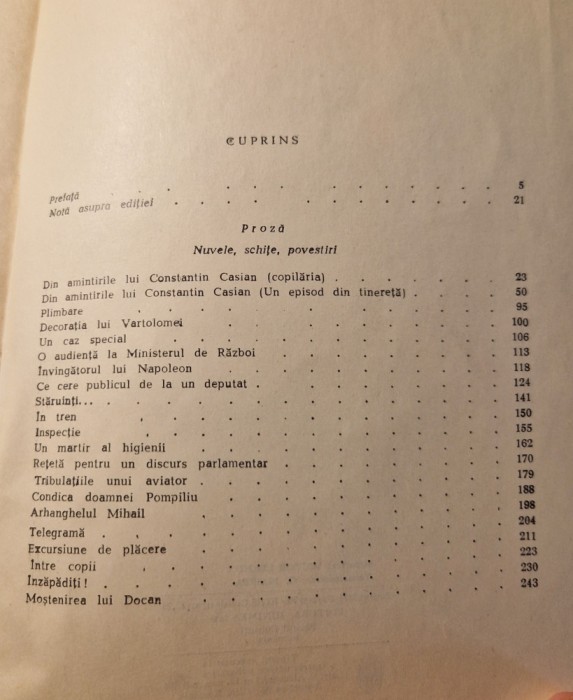 CUPRINS
Prefață . . . . . . . . . . 5
Notă asupra ediției . . . . . . . . . . 21
Proză
Nuvele, schițe, povestiri
Din amintirile lui Constantin Casian (copilăria) . . . . . . 23
Din amintirile lui Constantin Casian (Un episod din tinereță) . . . . 50
Plimbare . . . . . . . . . . 95
Decorația lui Vartolomei . . . . . . . . . . 100
Un caz special . . . . . . . . . . 106
O audiență la Ministerul de Război . . . . . . . . 113
Învingătorul lui Napoleon . . . . . . . . . . 118
Ce cere publicul de la un deputat . . . . . . . . 124
Stăruinți... . . . . . . . . . . 141
În tren . . . . . . . . . . 150
Inspecție . . . . . . . . . . 155
Un martir al higienii . . . . . . . . . . 162
Rețetă pentru un discurs parlamentar . . . . . . . . 170
Tribulațiile unui aviator . . . . . . . . . . 179
Condica doamnei Pompiliu . . . . . . . . . . 188
Arhanghelul Mihail . . . . . . . . . . 198
Telegramă . . . . . . . . . . 204
Excursiune de plăcere . . . . . . . . . . 211
Între copii . . . . . . . . . . 223
Înzăpădiți ! . . . . . . . . . . 230
Moștenirea lui Docan . . . . . . . . . . 243